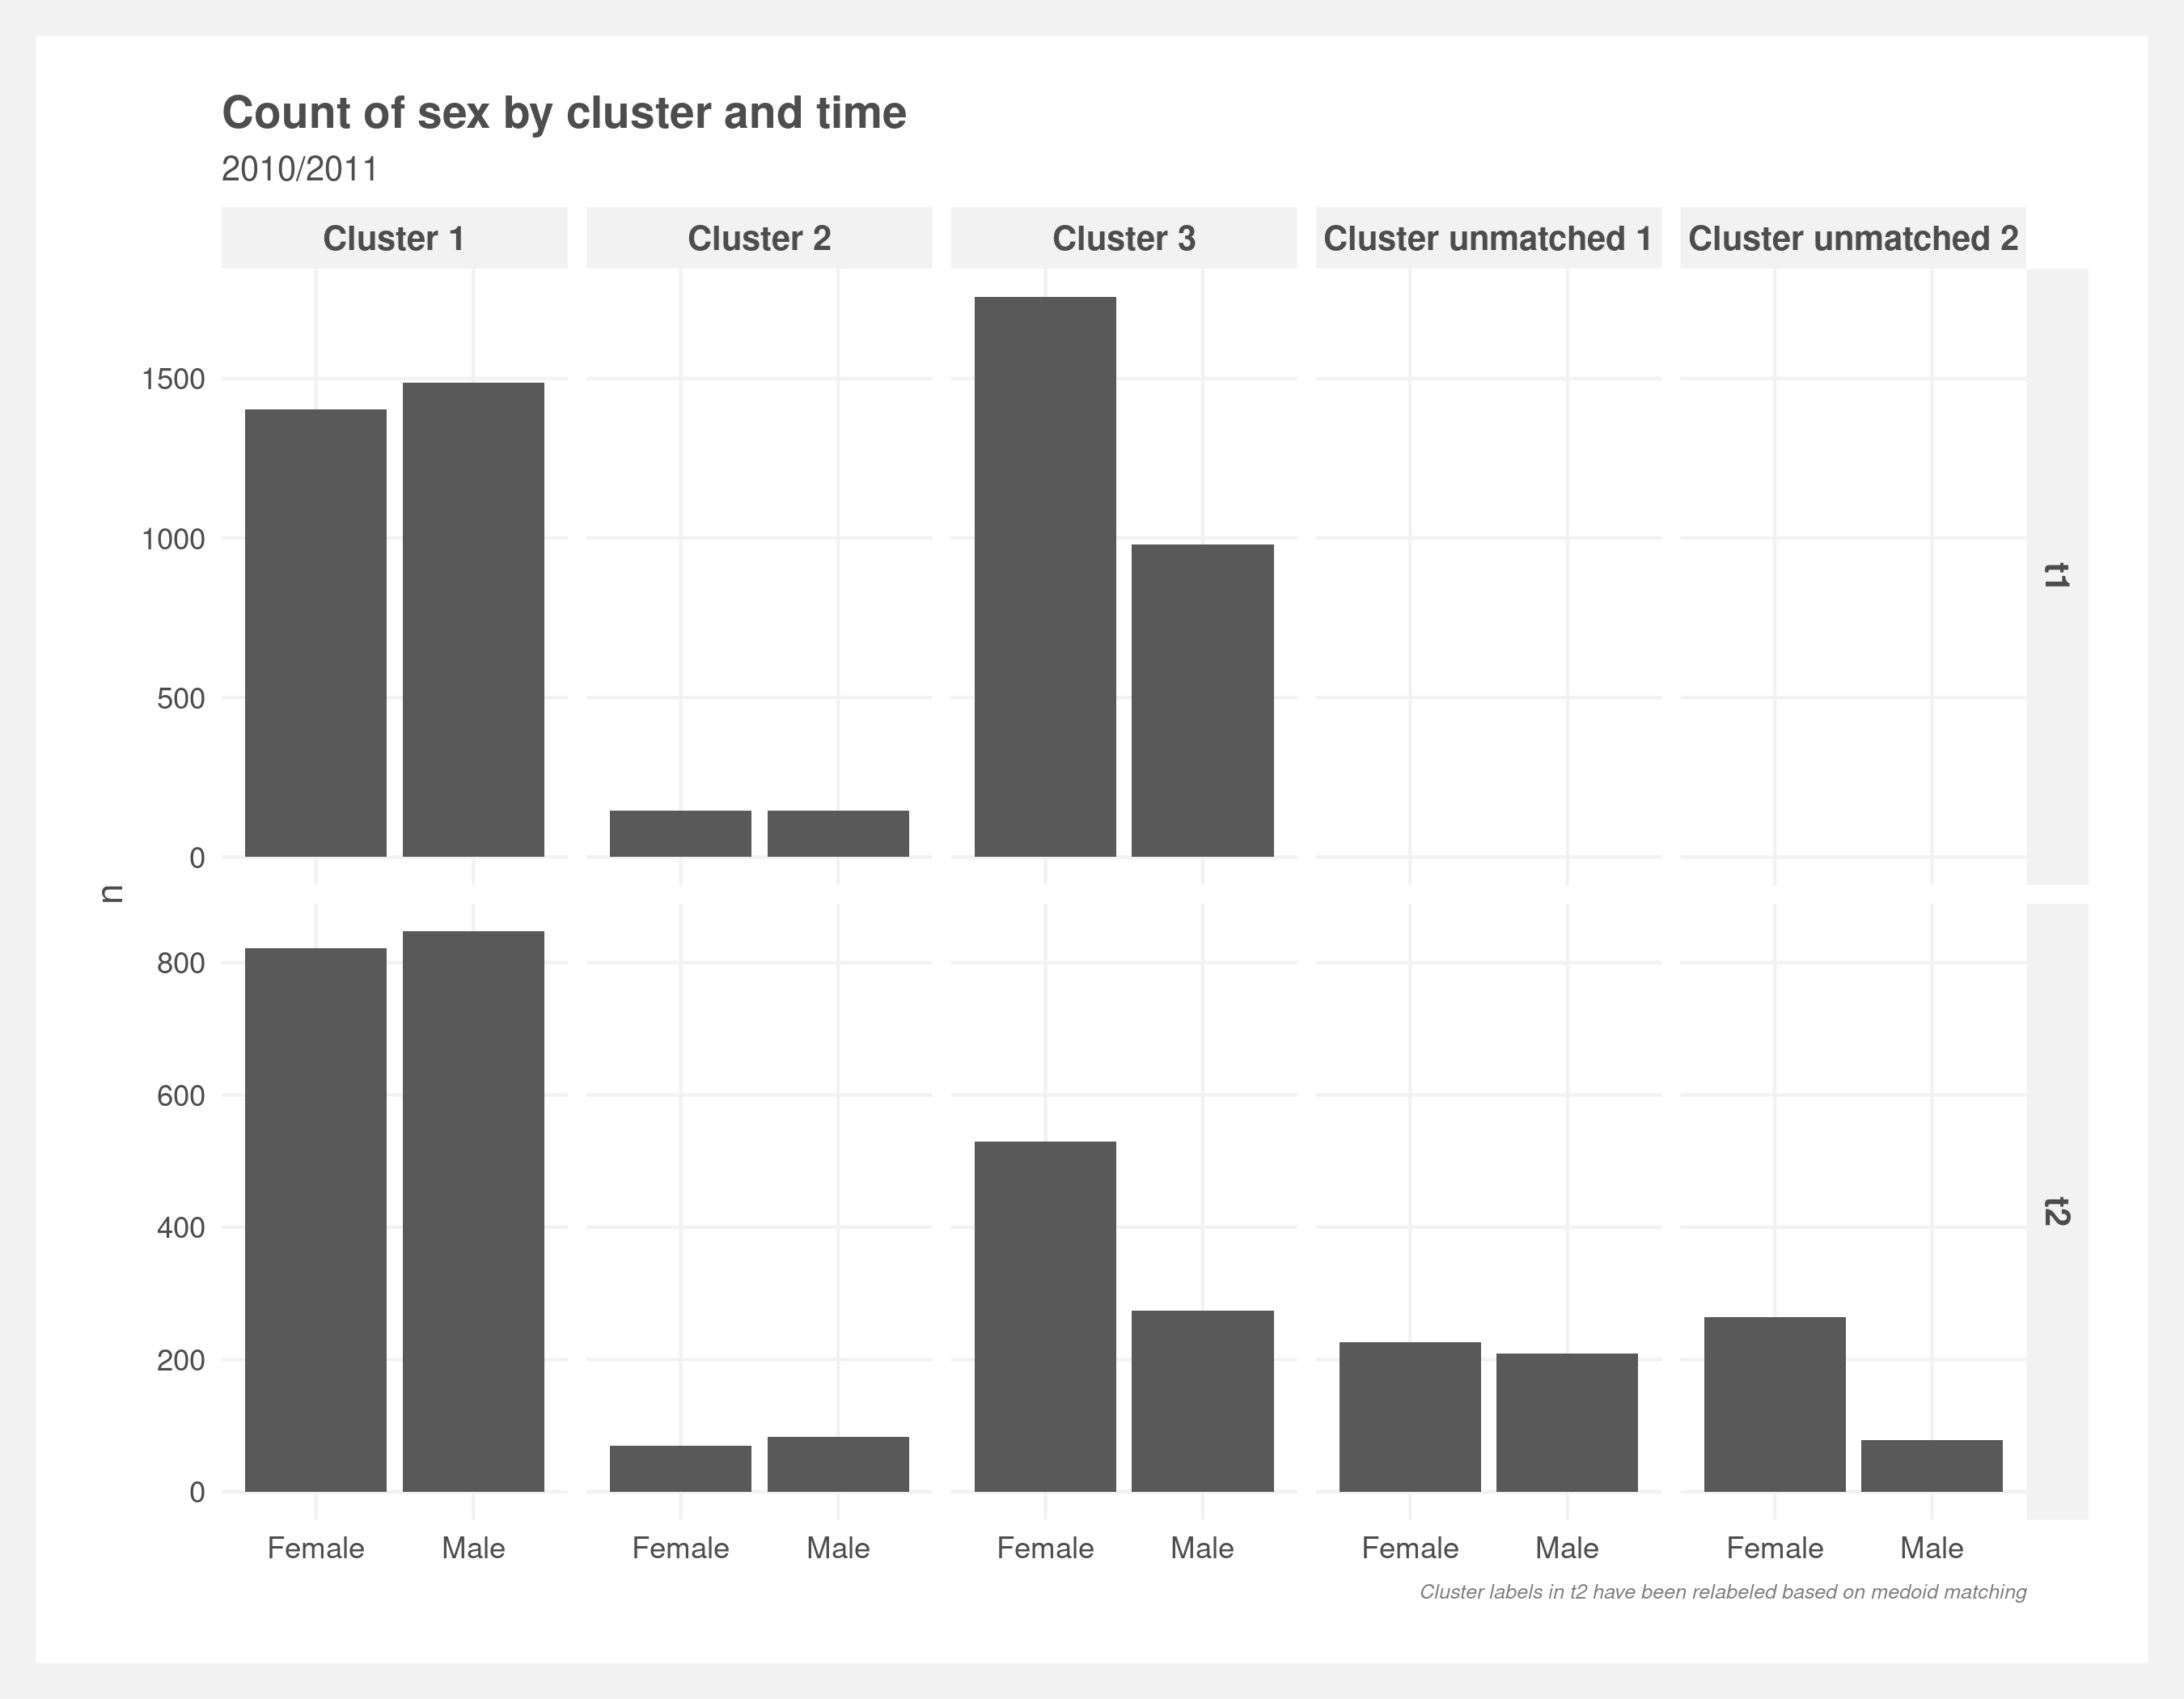 Count of sex by cluster and time
2010/2011
Cluster 1 Cluster 2 Cluster 3 Cluster unmatched 1 Cluster unmatched 2
1500
1000
500
0
t1
n
800
600
400
200
0
t2
Female Male Female Male Female Male Female Male Female Male
Cluster labels in t2 have been relabeled based on medoid matching